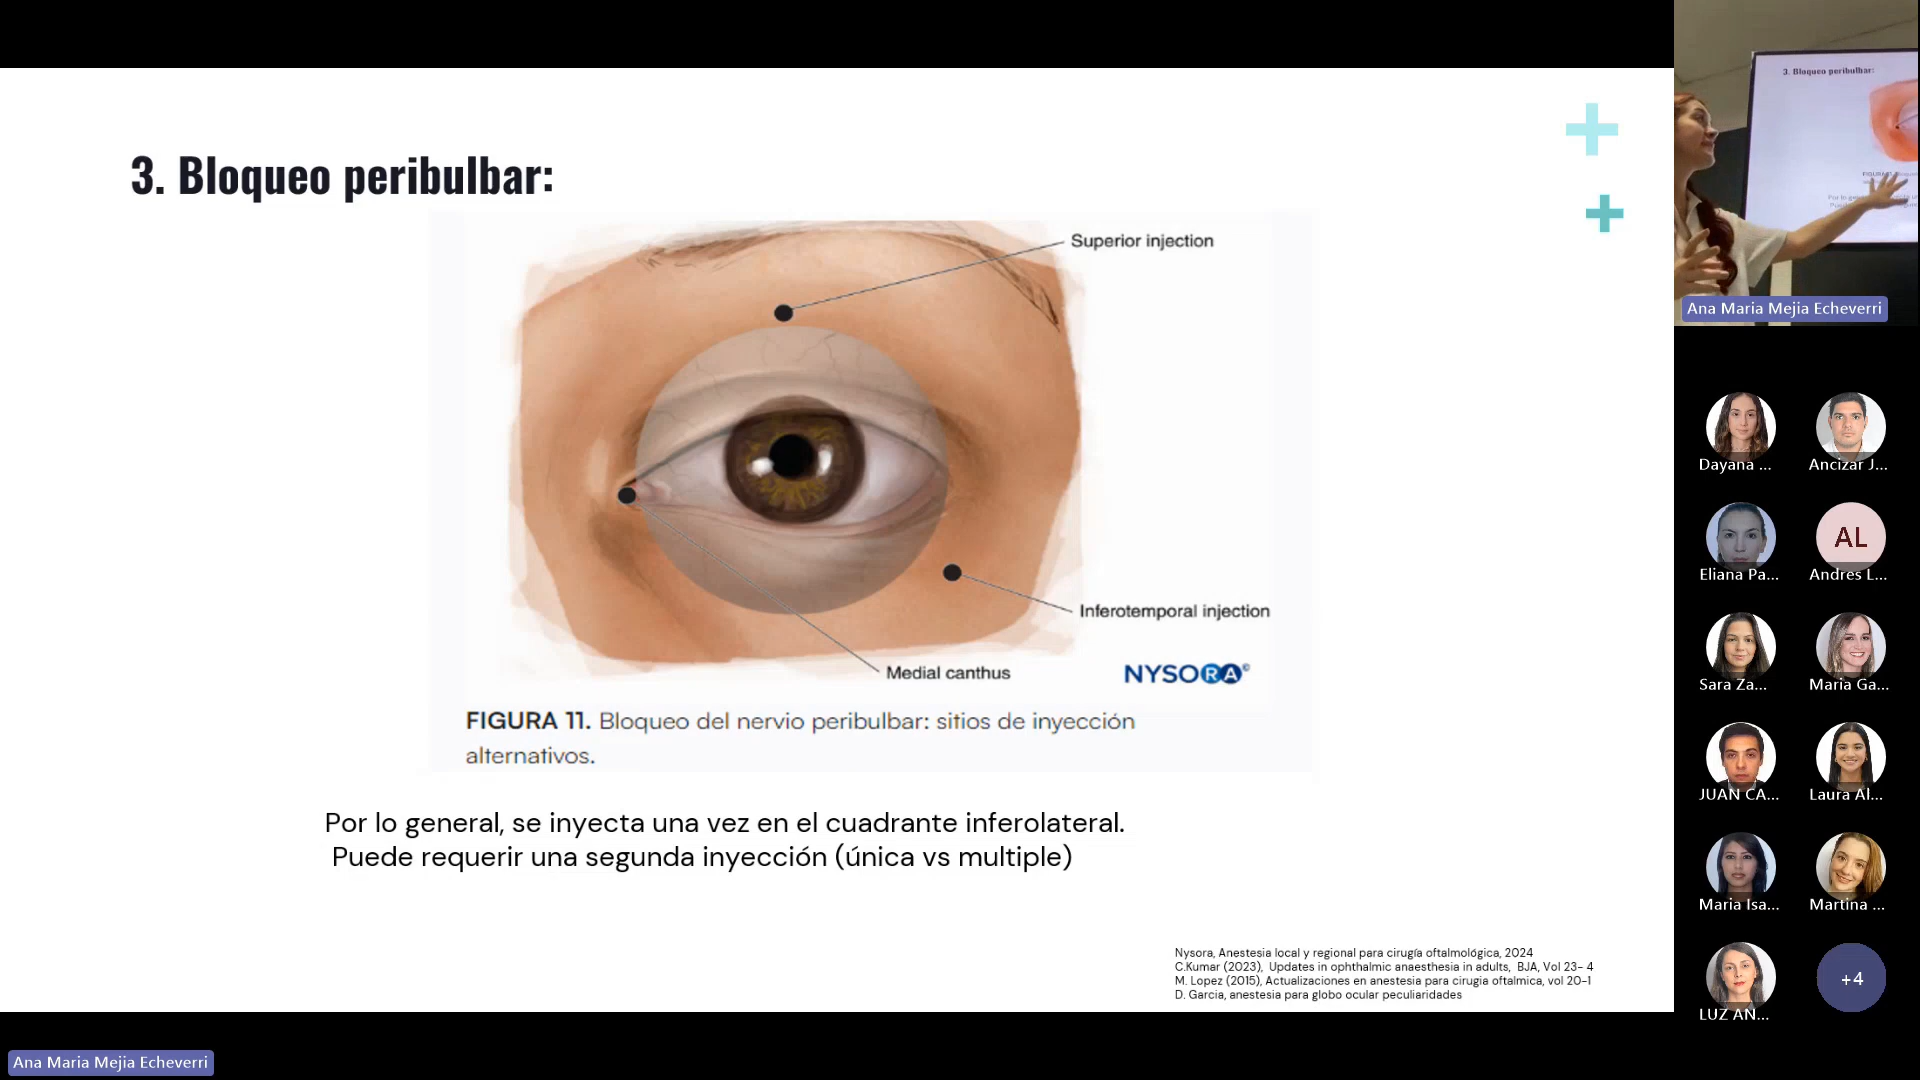 3. Bloqueo peribulbar:
Superior injection
Inferotemporal injection
Medial canthus
NYSORA©
FIGURA 11. Bloqueo del nervio peribulbar: sitios de inyección
alternativos.
Por lo general, se inyecta una vez en el cuadrante inferolateral.
Puede requerir una segunda inyección (única vs multiple)
Nysora, Anestesia local y regional para cirugía oftalmológica, 2024
C.Kumar (2023), Updates in ophthalmic anaesthesia in adults, BJA, Vol 23- 4
M. Lopez (2015), Actualizaciones en anestesia para cirugia oftalmica, vol 20-1
D. Garcia, anestesia para globo ocular peculiaridades
3. Bloqueo peribulbar:
Ana Maria Mejia Echeverri
Dayana ...
Ancizar J...
Eliana Pa...
AL
Andres L...
Sara Za...
Maria Ga...
JUAN CA...
Laura Al...
Maria Isa...
Martina ...
LUZ AN...
+4
Ana Maria Mejia Echeverri